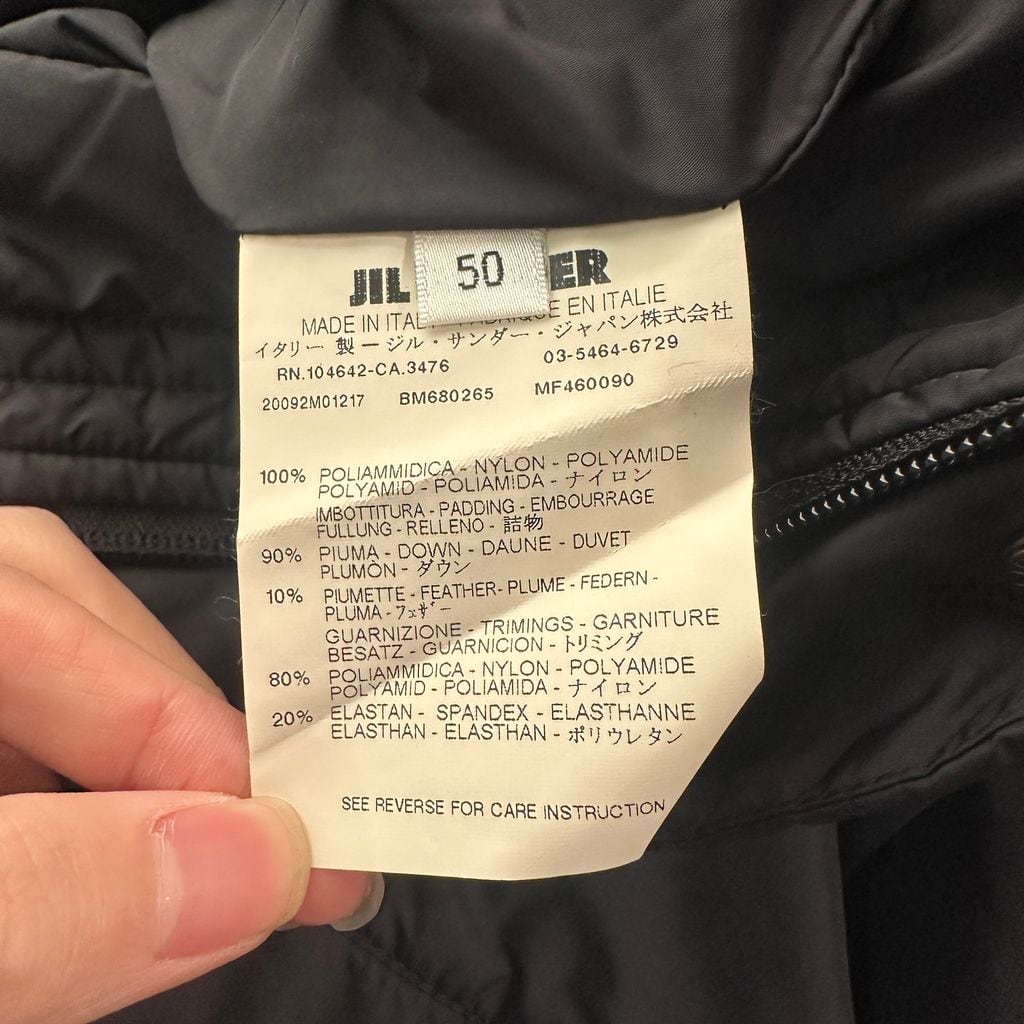 50
JIL ER
MADE IN ITAL E EN ITALIE
イタリー 製 ー ジル・サンダー・ジャパン株式会社
RN.104642-CA.3476 03-5464-6729
20092M01217 BM680265 MF460090
100% POLIAMMIDICA - NYLON - POLYAMIDE
POLYAMID - POLIAMIDA - ナイロン
IMBOTTITURA - PADDING - EMBOURRAGE
FULLUNG - RELLENO - 詰物
90% PIUMA - DOWN - DAUNE - DUVET
PLUMÒN - ダウン
10% PIUMETTE - FEATHER - PLUME - FEDERN -
PLUMA - フェザー
GUARNIZIONE - TRIMINGS - GARNITURE
BESATZ - GUARNICION - トリミング
80% POLIAMMIDICA - NYLON - POLYAMIDE
POLYAMID - POLIAMIDA - ナイロン
20% ELASTAN - SPANDEX - ELASTHANNE
ELASTHAN - ELASTHAN - ポリウレタン
SEE REVERSE FOR CARE INSTRUCTION